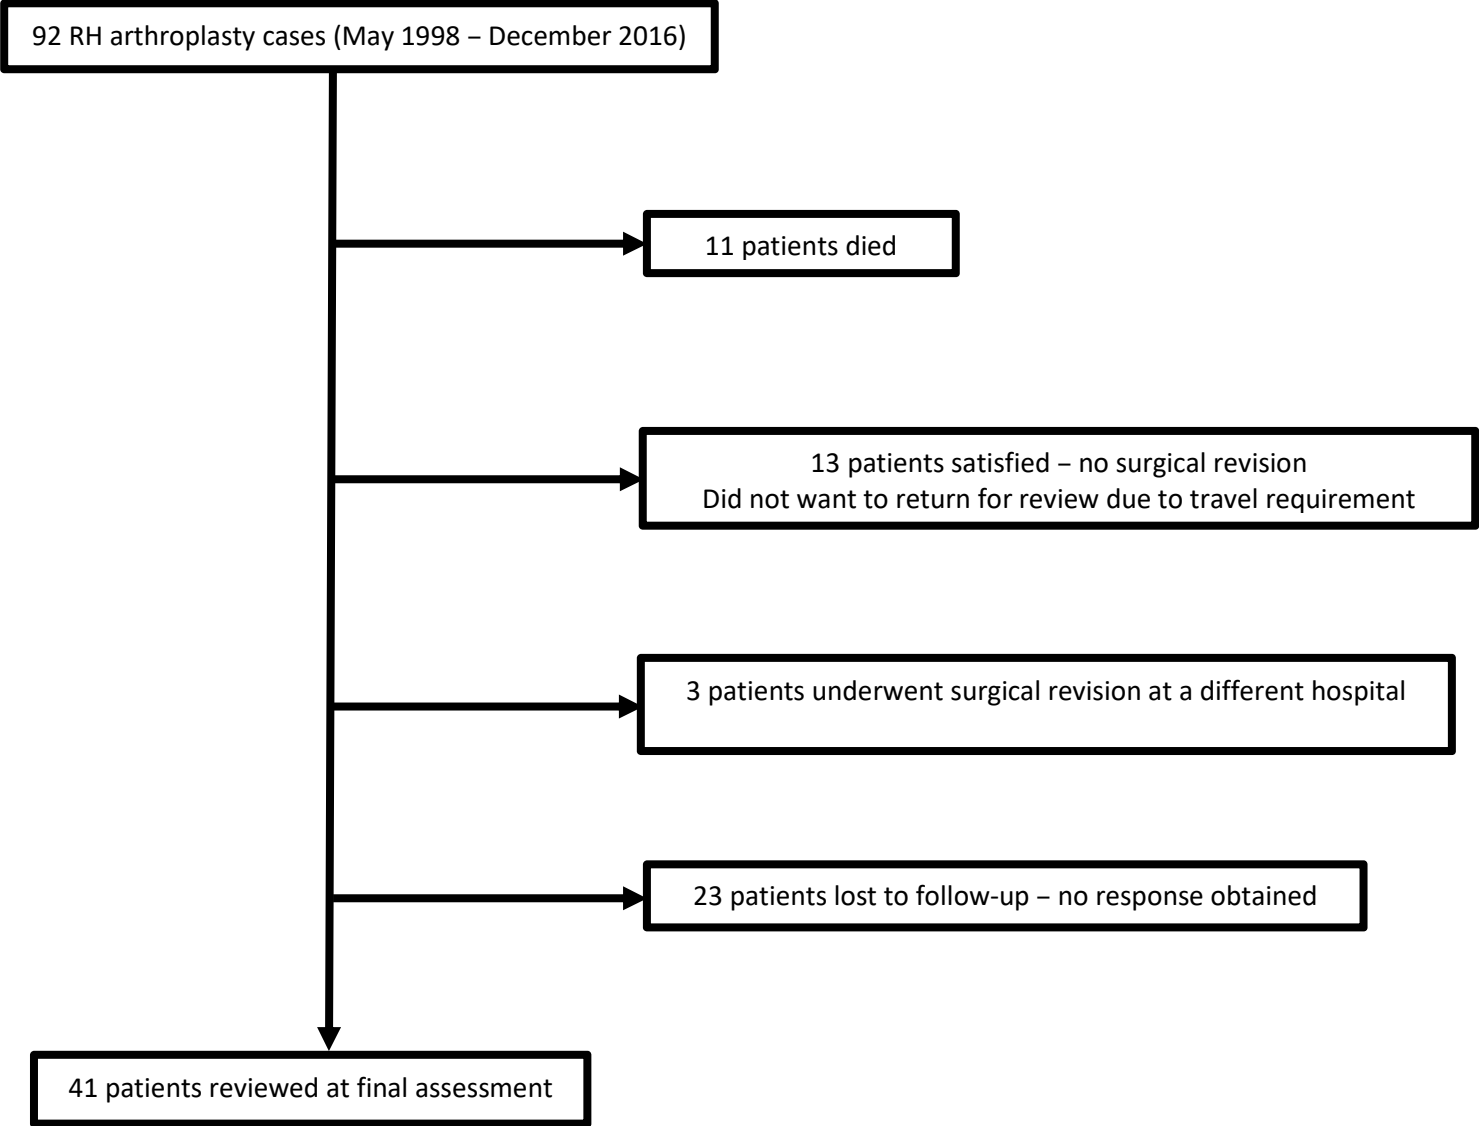 92 RH arthroplasty cases (May 1998 – December 2016)
11 patients died
13 patients satisfied – no surgical revision
Did not want to return for review due to travel requirement
3 patients underwent surgical revision at a different hospital
23 patients lost to follow-up – no response obtained
41 patients reviewed at final assessment